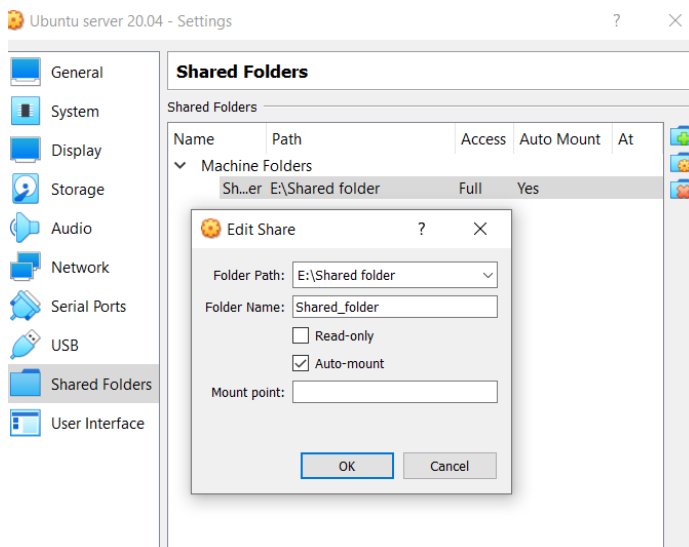 Ubuntu server 20.04 - Settings ?
General
System
Display
Storage
Audio
Network
Serial Ports
USB
Shared Folders
User Interface
Shared Folders
Shared Folders
Name Path Access Auto Mount At
Machine Folders
Sh...er E:\Shared folder Full Yes
Edit Share ?
Folder Path: E:\Shared folder
Folder Name: Shared_folder
Read-only
Auto-mount
Mount point:
OK Cancel